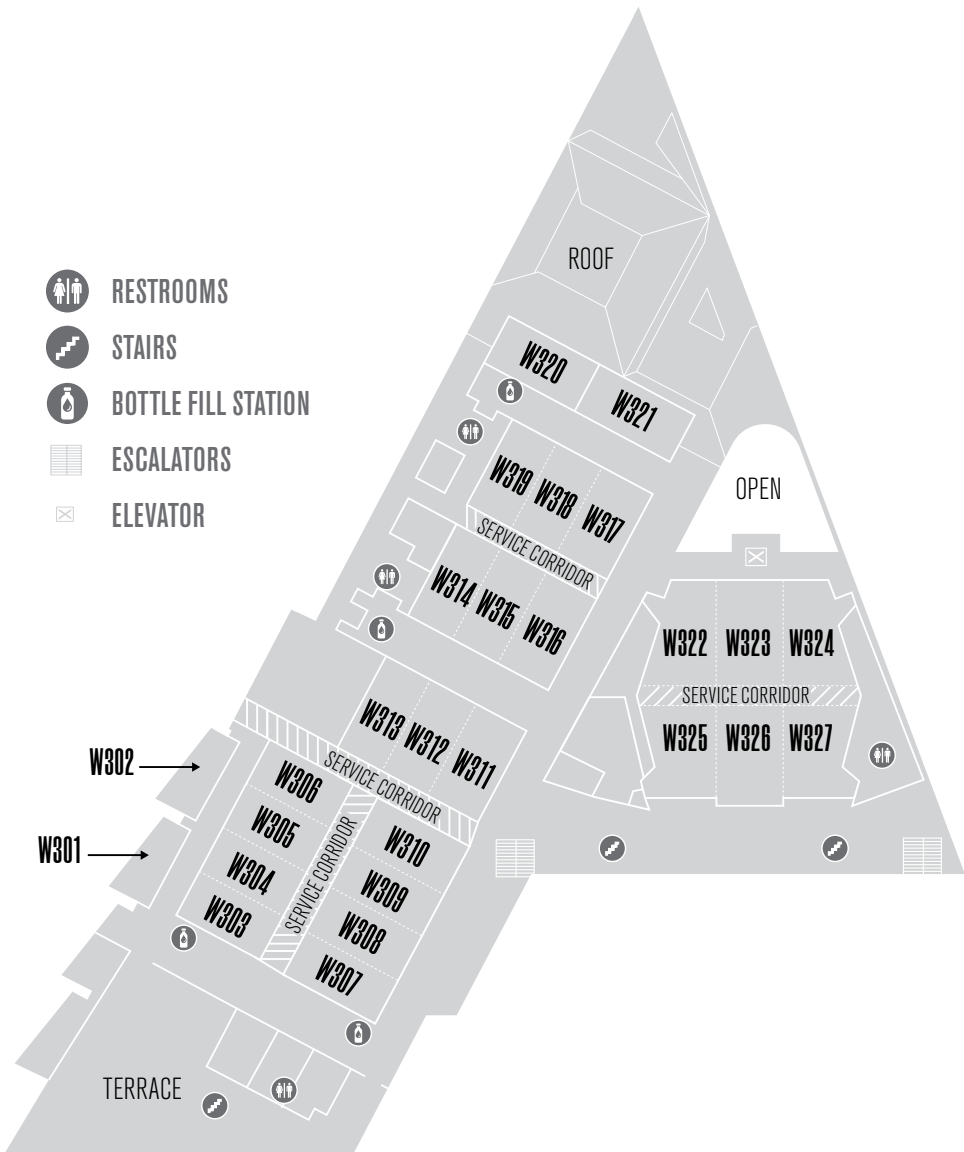 RESTROOMS
STAIRS
BOTTLE FILL STATION
ESCALATORS
ELEVATOR
ROOF
W320
W321
W319 W318 W317
SERVICE CORRIDOR
W314 W315 W316
OPEN
W322 W323 W324
SERVICE CORRIDOR
W325 W326 W327
W313 W312 W311
SERVICE CORRIDOR
W302
W301
W306
W305
W304
W303
SERVICE CORRIDOR
W310
W309
W308
W307
TERRACE